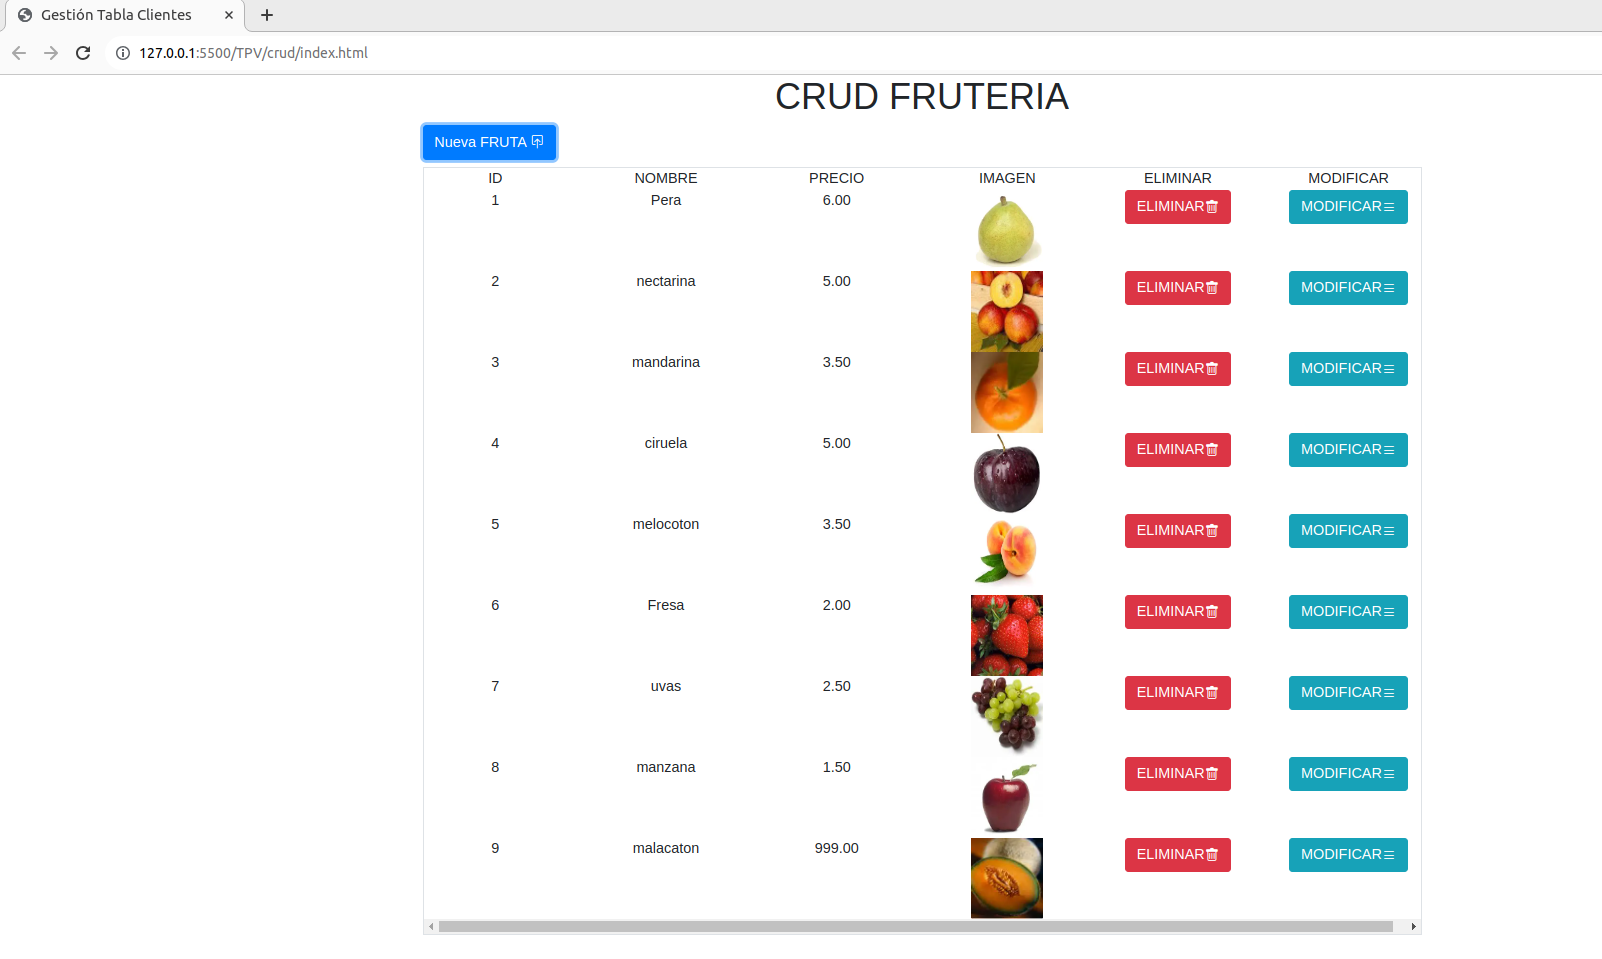 Gestión Tabla Clientes
127.0.0.1:5500/TPV/crud/index.html
CRUD FRUTERIA
Nueva FRUTA
ID NOMBRE PRECIO IMAGEN ELIMINAR MODIFICAR
1 Pera 6.00 ELIMINAR MODIFICAR
2 nectarina 5.00 ELIMINAR MODIFICAR
3 mandarina 3.50 ELIMINAR MODIFICAR
4 ciruela 5.00 ELIMINAR MODIFICAR
5 melocoton 3.50 ELIMINAR MODIFICAR
6 Fresa 2.00 ELIMINAR MODIFICAR
7 uvas 2.50 ELIMINAR MODIFICAR
8 manzana 1.50 ELIMINAR MODIFICAR
9 malacaton 999.00 ELIMINAR MODIFICAR